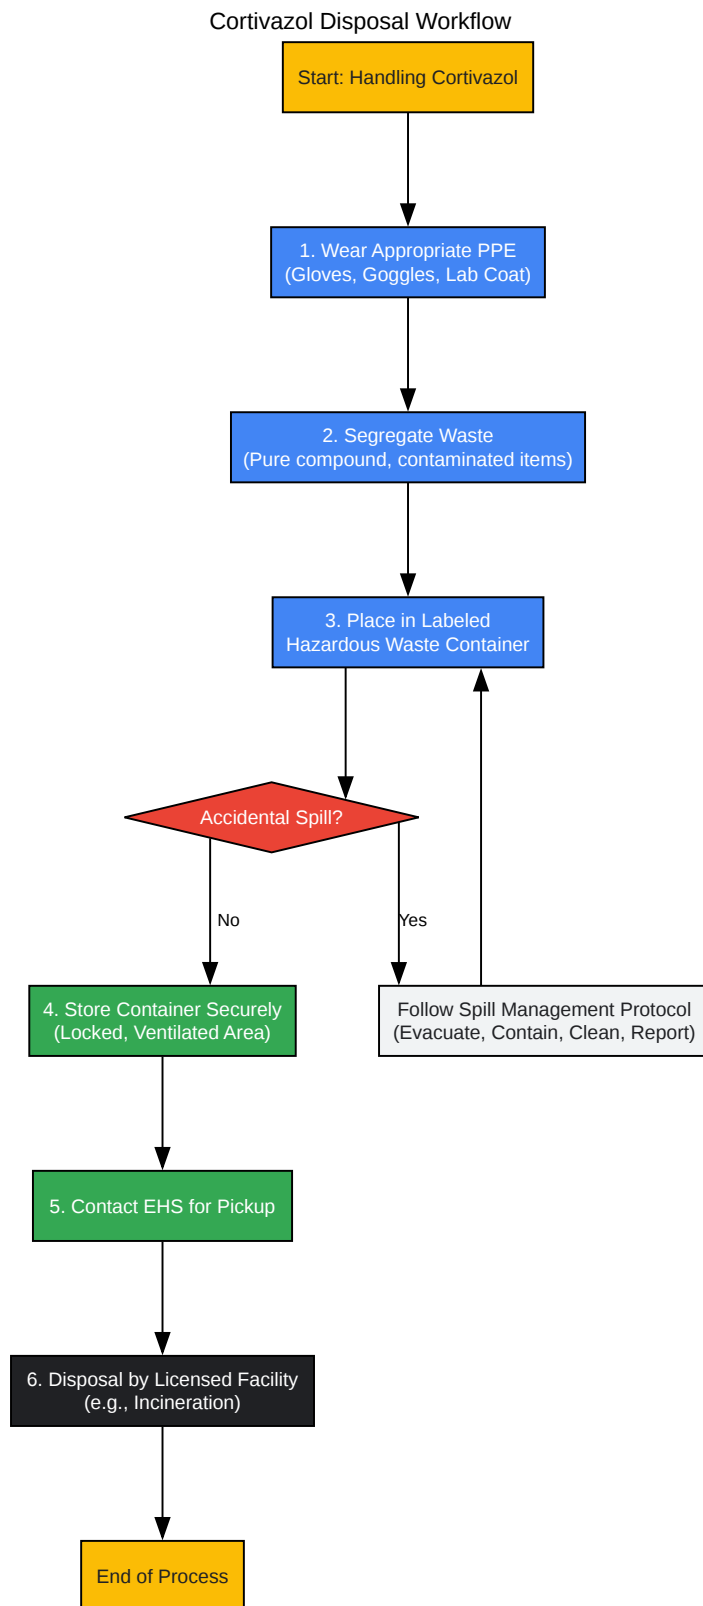 Cortivazol Disposal Workflow
Start: Handling Cortivazol
1. Wear Appropriate PPE
(Gloves, Goggles, Lab Coat)
2. Segregate Waste
(Pure compound, contaminated items)
3. Place in Labeled
Hazardous Waste Container
Accidental Spill?
No
Yes
4. Store Container Securely
(Locked, Ventilated Area)
Follow Spill Management Protocol
(Evacuate, Contain, Clean, Report)
5. Contact EHS for Pickup
6. Disposal by Licensed Facility
(e.g., Incineration)
End of Process